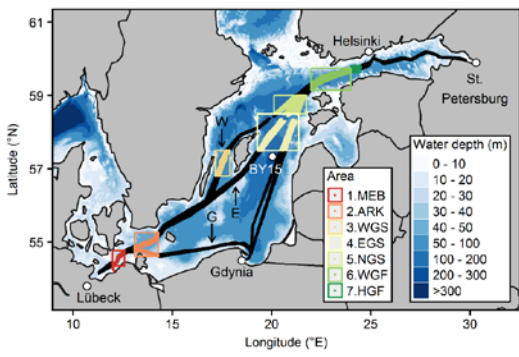 61
Helsinki
St.
Petersburg
59
W
Latitude (°N)
57
BY15
G
E
55
Gdynia
Lübeck
Area
1.MEB
2.ARK
3.WGS
4.EGS
5.NGS
6.WGF
7.HGF
Water depth (m)
0 - 10
10 - 20
20 - 30
30 - 40
40 - 50
50 - 100
100 - 200
200 - 300
>300
10
15
20
25
30
Longitude (°E)